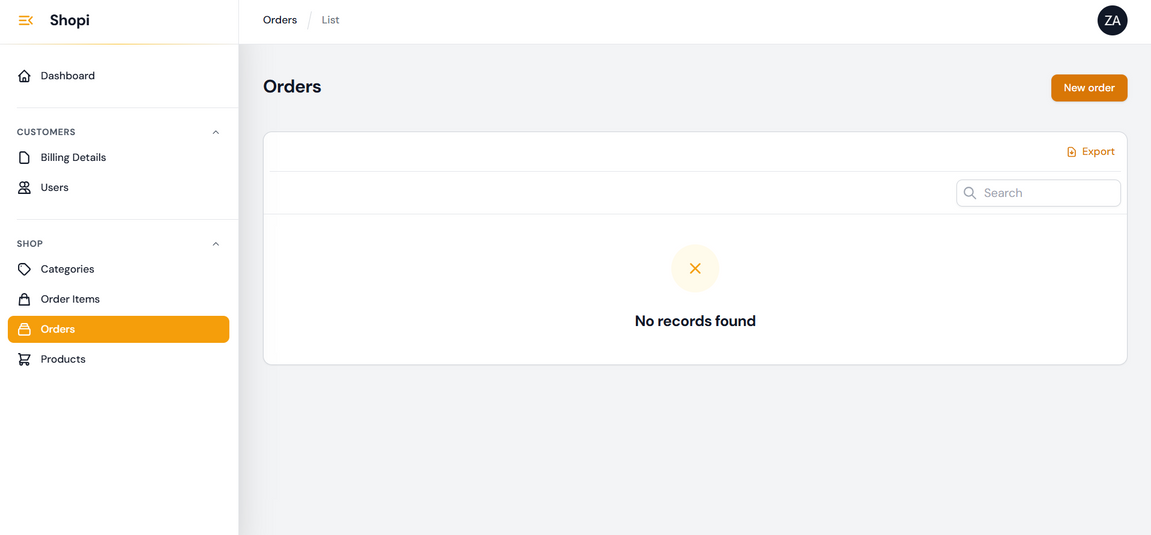 Shopi
Orders / List
ZA
Dashboard
CUSTOMERS
Billing Details
Users
SHOP
Categories
Order Items
Orders
Products
Orders
New order
Export
Search
No records found